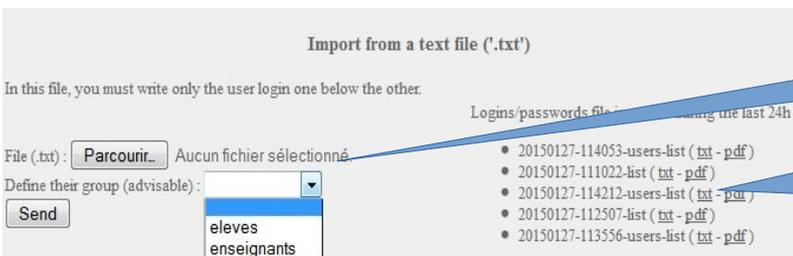 Import from a text file ('.txt')
In this file, you must write only the user login one below the other.
Logins/passwords file the last 24h
File (.txt) : Parcourir_ Aucun fichier sélectionné.
Define their group (advisable) :
Send
eleves
enseignants
20150127-114053-users-list ( txt - pdf )
20150127-111022-list ( txt - pdf )
20150127-114212-users-list ( txt - pdf )
20150127-112507-list ( txt - pdf )
20150127-113556-users-list ( txt - pdf )